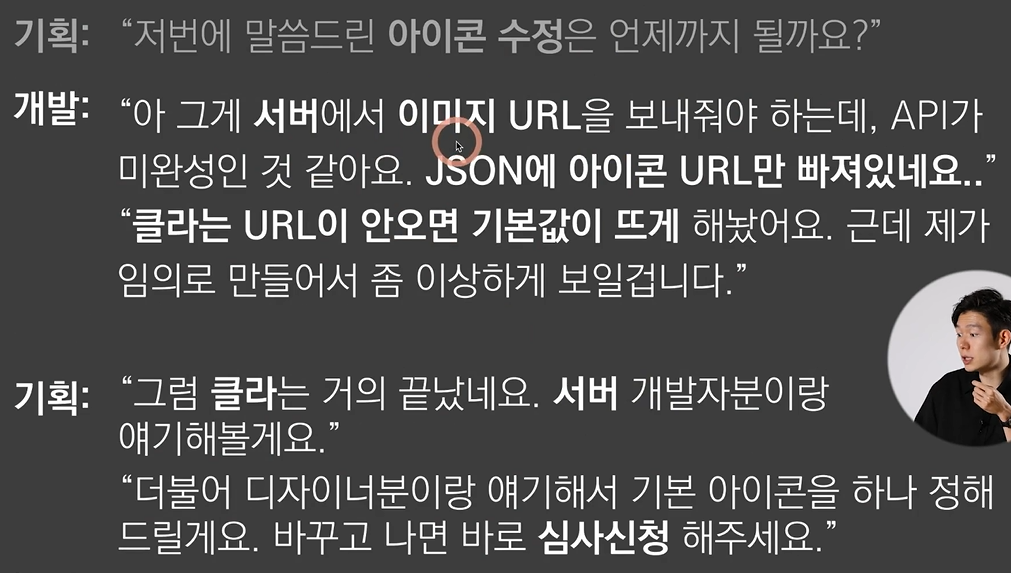 기획: “저번에 말씀드린 아이콘 수정은 언제까지 될까요?”
개발: “아 그게 서버에서 이미지 URL을 보내줘야 하는데, API가
미완성인 것 같아요. JSON에 아이콘 URL만 빠져있네요..”
“클라는 URL이 안오면 기본값이 뜨게 해놨어요. 근데 제가
임의로 만들어서 좀 이상하게 보일겁니다.”
기획: “그럼 클라는 거의 끝났네요. 서버 개발자분이랑
얘기해볼게요.”
“더불어 디자이너분이랑 얘기해서 기본 아이콘을 하나 정해
드릴게요. 바꾸고 나면 바로 심사신청 해주세요.”